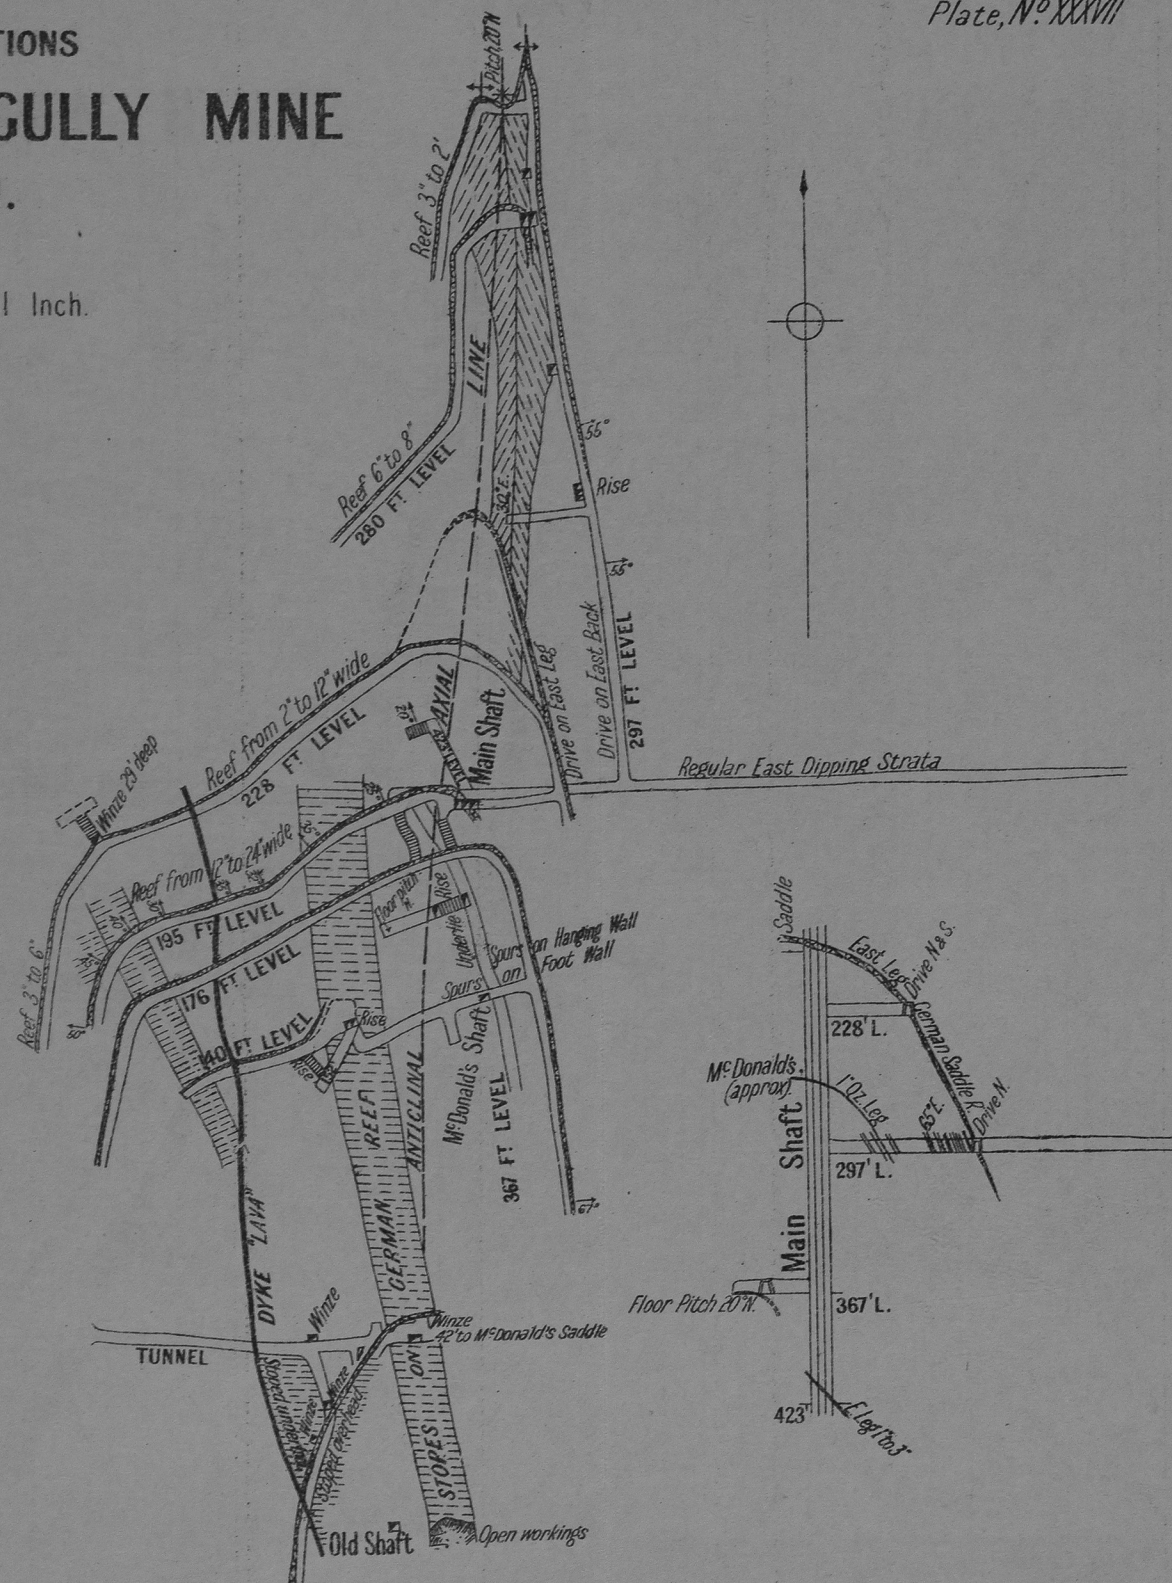 Plate, No. XXXVII
TIONS
GULLY MINE
1 Inch.
Pitch 20°N
Reef 3" to 2'
LINE
Reef 6" to 8"
280 FT LEVEL
55°
30°E.
Rise
55°
Drive on East Leg
Drive on East Back
297 FT LEVEL
Reef from 2" to 12" wide
228 FT LEVEL
AXIAL
Main Shaft
Regular East Dipping Strata
Winze 29' deep
Reef from 12" to 24" wide
195 FT LEVEL
176 FT LEVEL
Floor pitch
Rise
Underlie
Spurs on Hanging Wall
Spurs on Foot Wall
Reef 3" to 6"
140 FT LEVEL
Rise
Rise
REEF
ANTICLINAL
McDonald's Shaft
367 FT LEVEL
67°
DYKE "LAVA"
GERMAN
Winze
Winze
42' to McDonald's Saddle
TUNNEL
ON
Winze
Winze
Stoped overhead
STOPES
Old Shaft
Open workings
Saddle
East Leg
Drive N & S.
228' L.
German Saddle R.
McDonald's
(approx).
1 Oz. Leg
65°E.
Drive N.
297' L.
Main Shaft
Floor Pitch 20°N.
367' L.
423'
E. Leg 1" to 3"